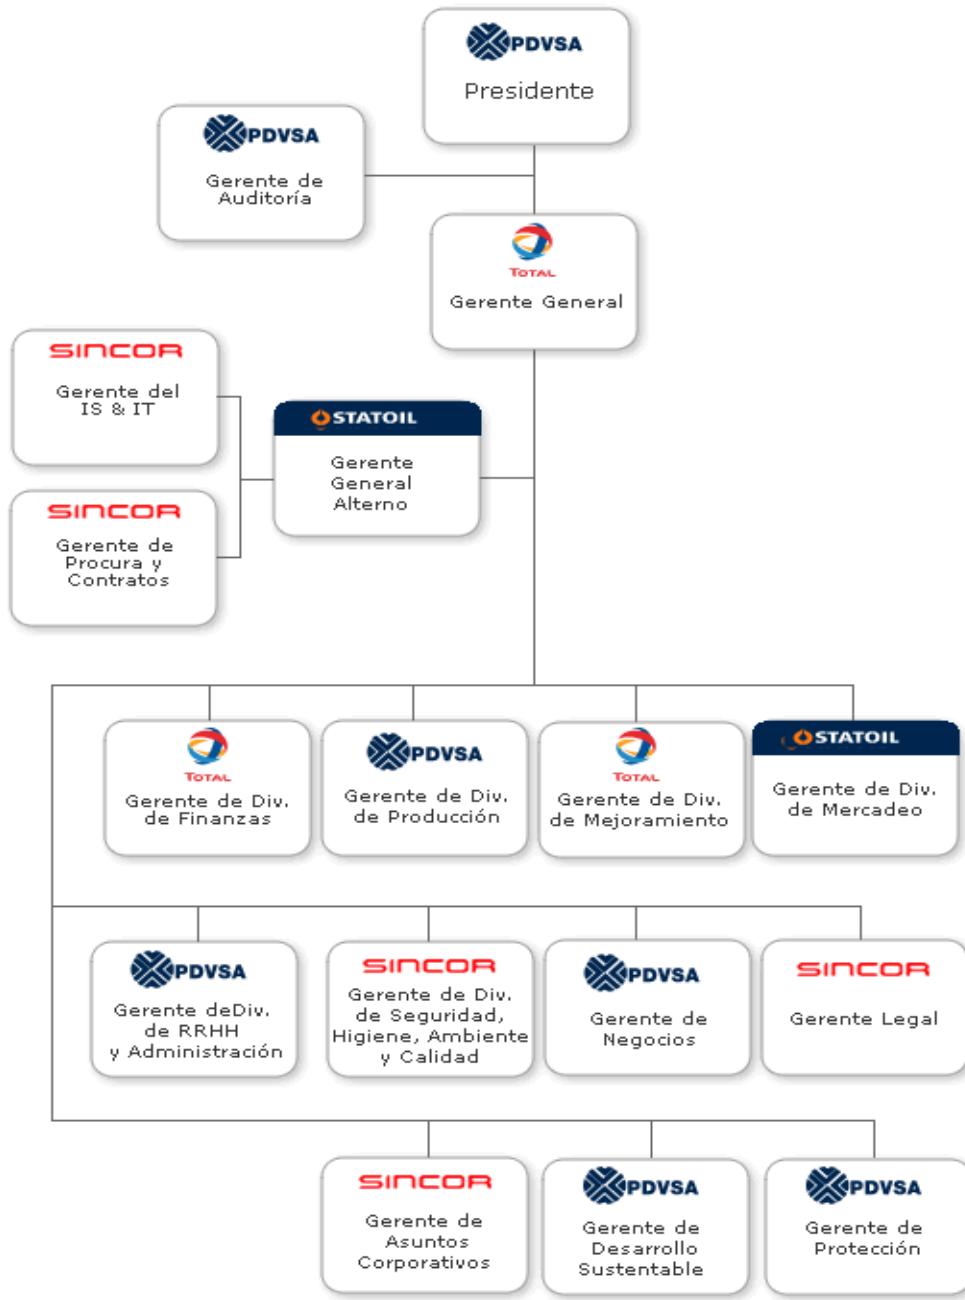 PDVSA
Presidente
PDVSA
Gerente de
Auditoría
TOTAL
Gerente General
SINCOR
Gerente del
IS & IT
STATOIL
Gerente
General
Alterno
SINCOR
Gerente de
Procura y
Contratos
TOTAL
Gerente de Div.
de Finanzas
PDVSA
Gerente de Div.
de Producción
TOTAL
Gerente de Div.
de Mejoramiento
STATOIL
Gerente de Div.
de Mercadeo
PDVSA
Gerente deDiv.
de RRHH
y Administración
SINCOR
Gerente de Div.
de Seguridad,
Higiene, Ambiente
y Calidad
PDVSA
Gerente de
Negocios
SINCOR
Gerente Legal
SINCOR
Gerente de
Asuntos
Corporativos
PDVSA
Gerente de
Desarrollo
Sustentable
PDVSA
Gerente de
Protección